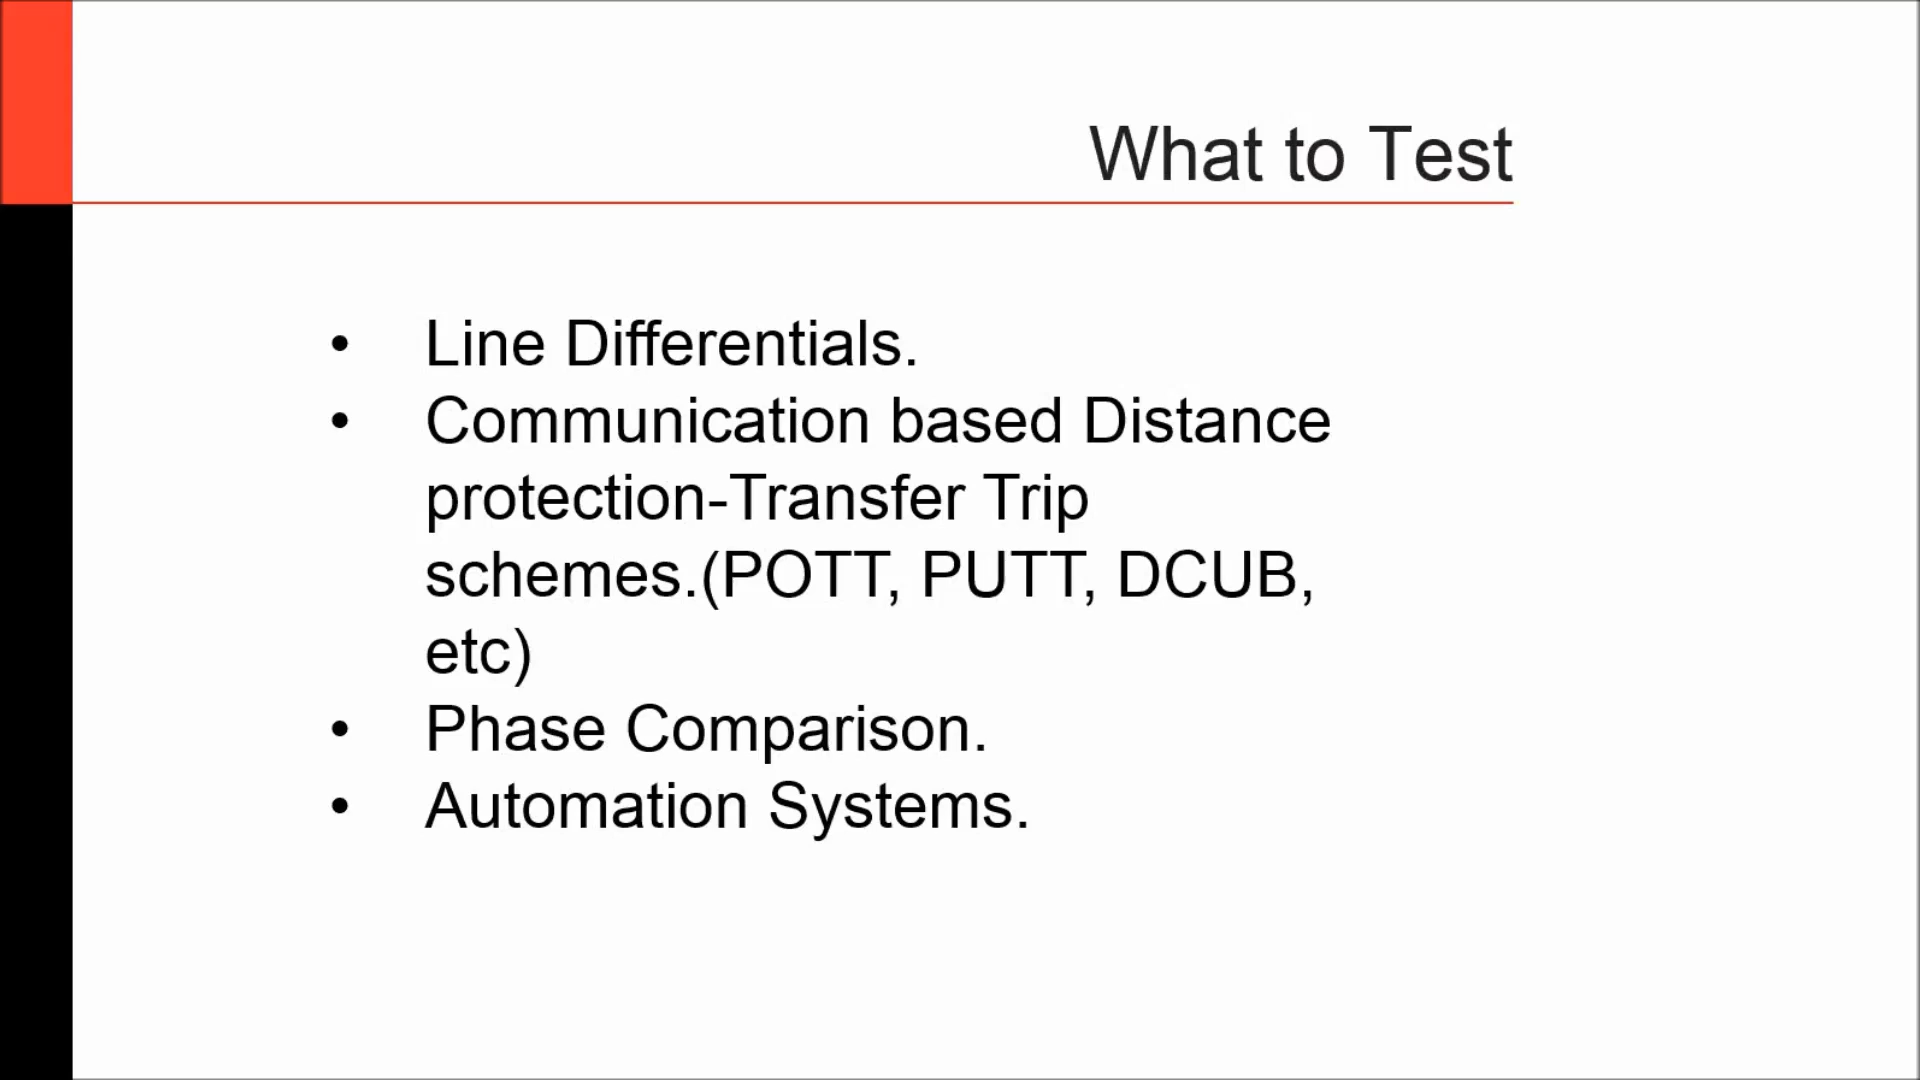 What to Test
• Line Differentials.
• Communication based Distance
protection-Transfer Trip
schemes.(POTT, PUTT, DCUB,
etc)
• Phase Comparison.
• Automation Systems.